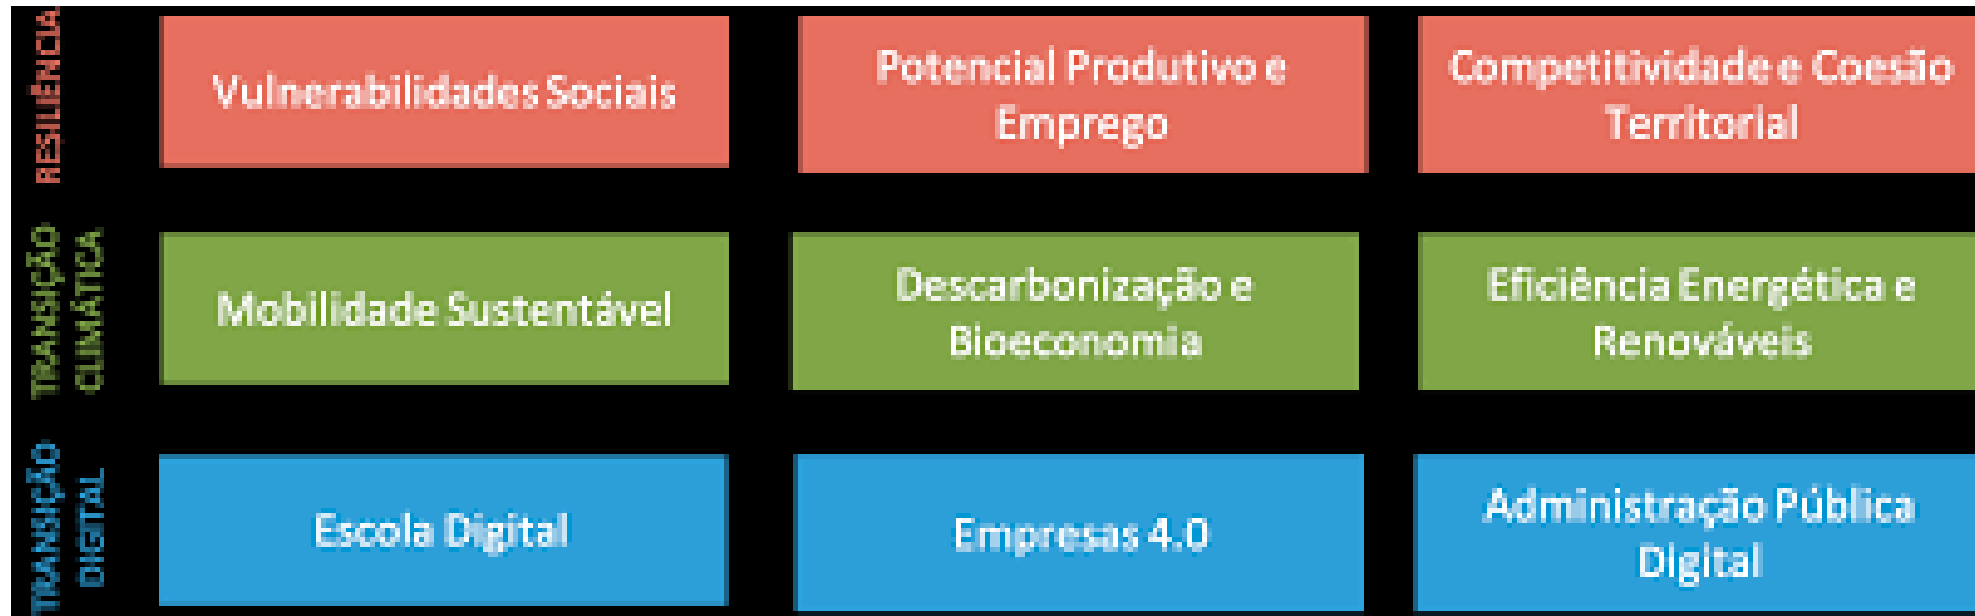 RESILIÊNCIA
Vulnerabilidades Sociais
Potencial Produtivo e
Emprego
Competitividade e Coesão
Territorial
TRANSIÇÃO
CLIMÁTICA
Mobilidade Sustentável
Descarbonização e
Bioeconomia
Eficiência Energética e
Renováveis
TRANSIÇÃO
DIGITAL
Escola Digital
Empresas 4.0
Administração Pública
Digital